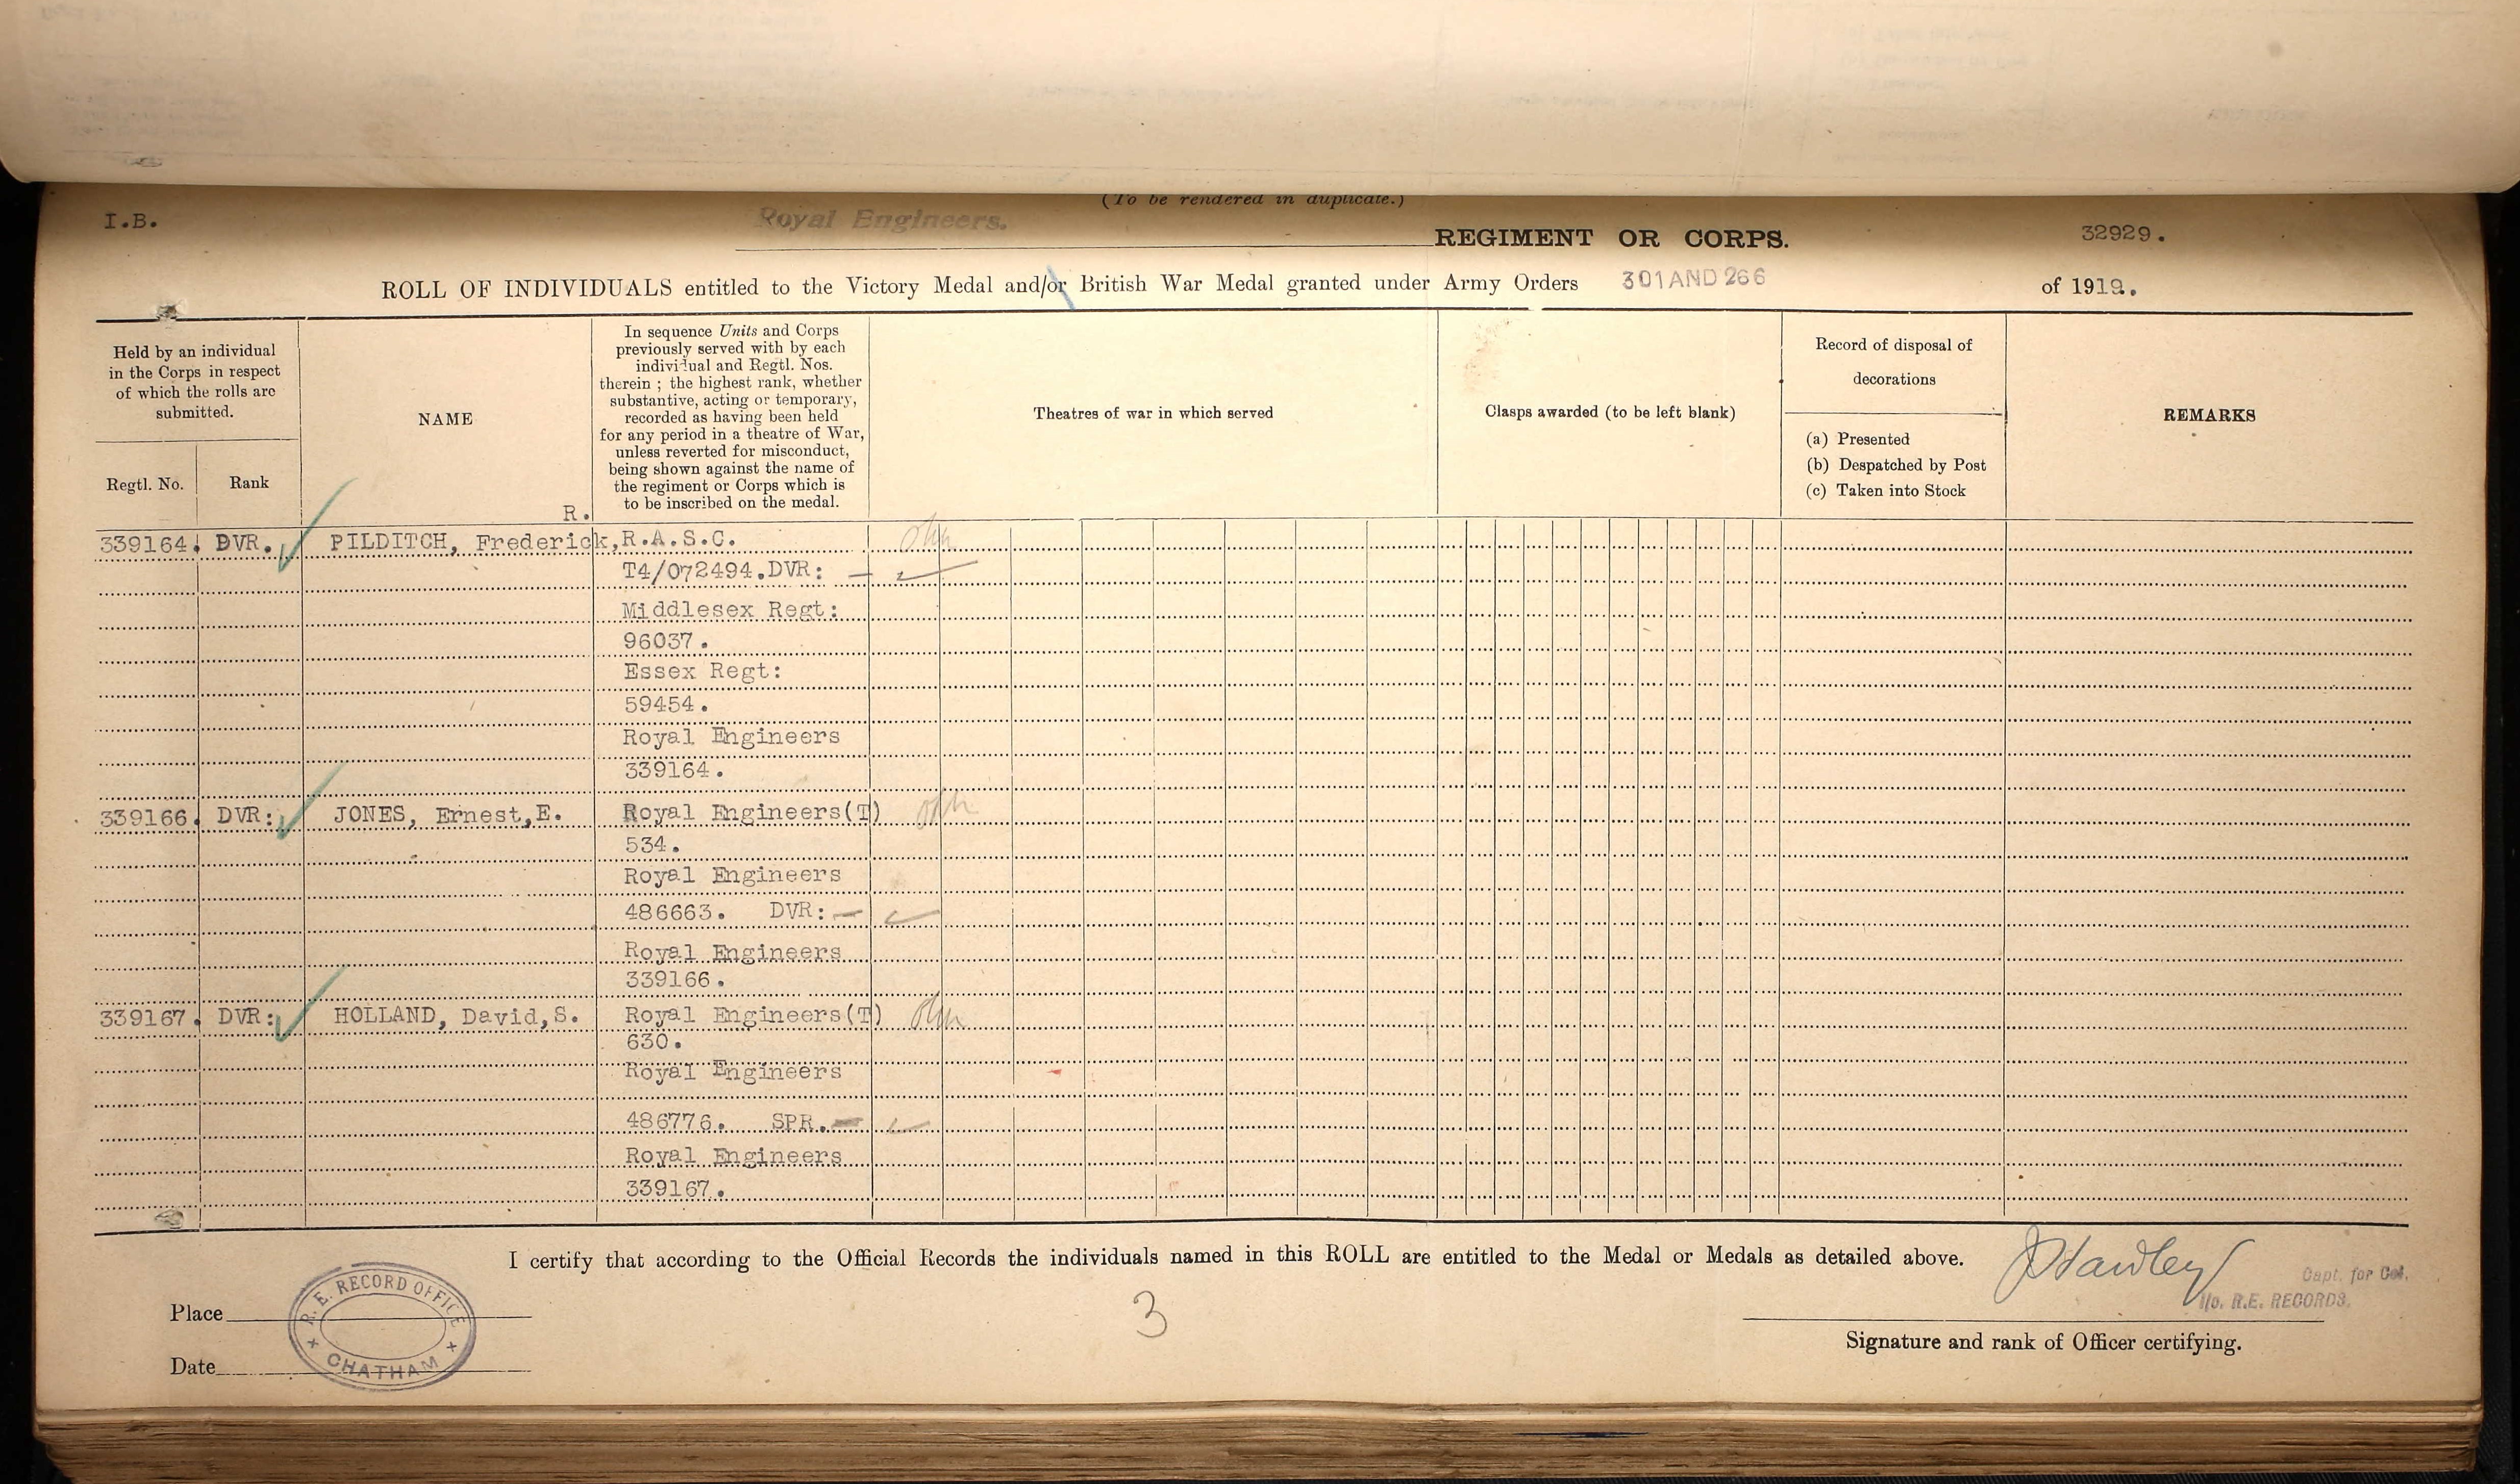 (To be rendered in duplicate.)
I.B.
Royal Engineers.
REGIMENT OR CORPS.
32929.
ROLL OF INDIVIDUALS entitled to the Victory Medal and/or British War Medal granted under Army Orders 301 AND 266 of 1919.
Held by an individual
in the Corps in respect
of which the rolls are
submitted.
Regtl. No.
Rank
NAME
In sequence Units and Corps
previously served with by each
individual and Regtl. Nos.
therein ; the highest rank, whether
substantive, acting or temporary,
recorded as having been held
for any period in a theatre of War,
unless reverted for misconduct,
being shown against the name of
the regiment or Corps which is
to be inscribed on the medal.
Theatres of war in which served
Clasps awarded (to be left blank)
Record of disposal of
decorations
(a) Presented
(b) Despatched by Post
(c) Taken into Stock
REMARKS
R.
339164. DVR. PILDITCH, Frederick, R.A.S.C.
T4/072494.DVR:
Middlesex Regt:
96037.
Essex Regt:
59454.
Royal Engineers
339164.
339166. DVR: JONES, Ernest,E. Royal Engineers(T)
534.
Royal Engineers
486663. DVR:
Royal Engineers
339166.
339167. DVR: HOLLAND, David,S. Royal Engineers(T)
630.
Royal Engineers
486776. SPR.
Royal Engineers
339167.
I certify that according to the Official Records the individuals named in this ROLL are entitled to the Medal or Medals as detailed above.
Capt. for Col.
I/o. R.E. RECORDS.
Place
R.E. RECORD OFFICE
CHATHAM
3
Signature and rank of Officer certifying.
Date